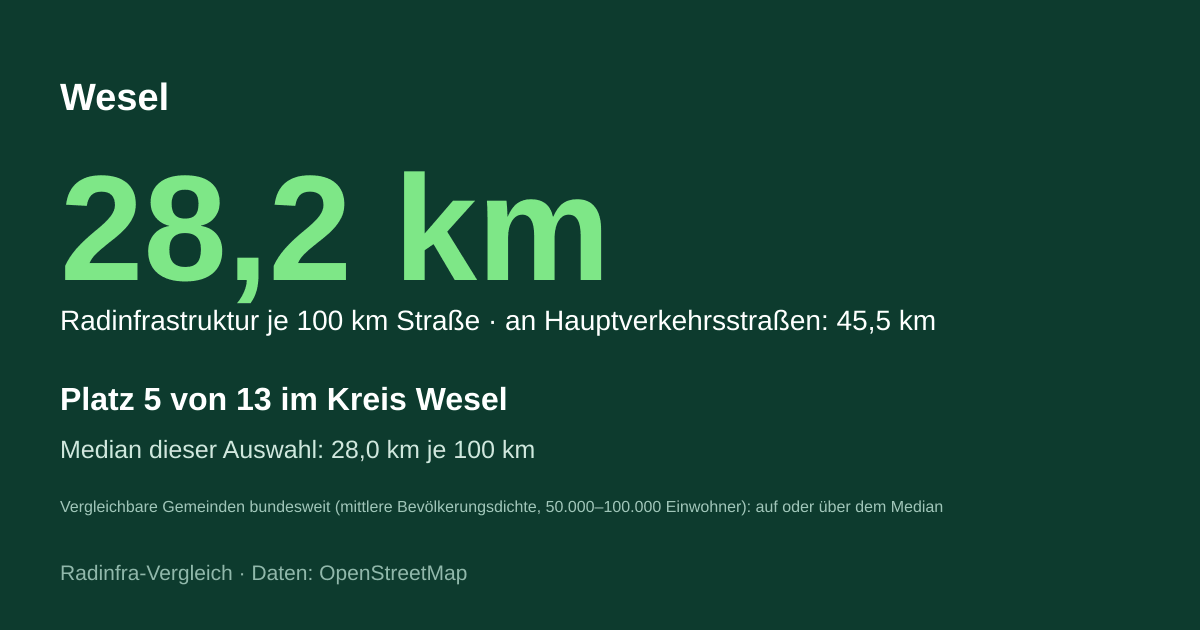 Wesel
28,2 km
Radinfrastruktur je 100 km Straße · an Hauptverkehrsstraßen: 45,5 km
Platz 5 von 13 im Kreis Wesel
Median dieser Auswahl: 28,0 km je 100 km
Vergleichbare Gemeinden bundesweit (mittlere Bevölkerungsdichte, 50.000–100.000 Einwohner): auf oder über dem Median
Radinfra-Vergleich · Daten: OpenStreetMap